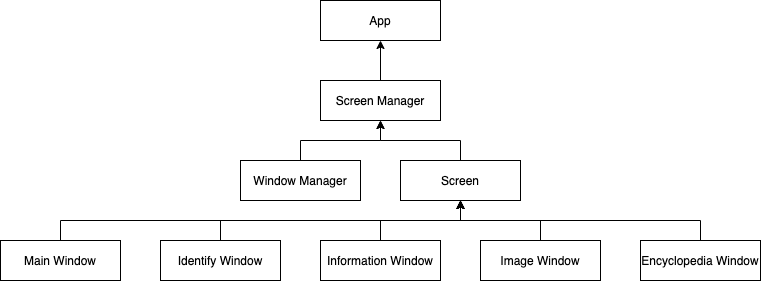 App
Screen Manager
Window Manager
Screen
Main Window
Identify Window
Information Window
Image Window
Encyclopedia Window